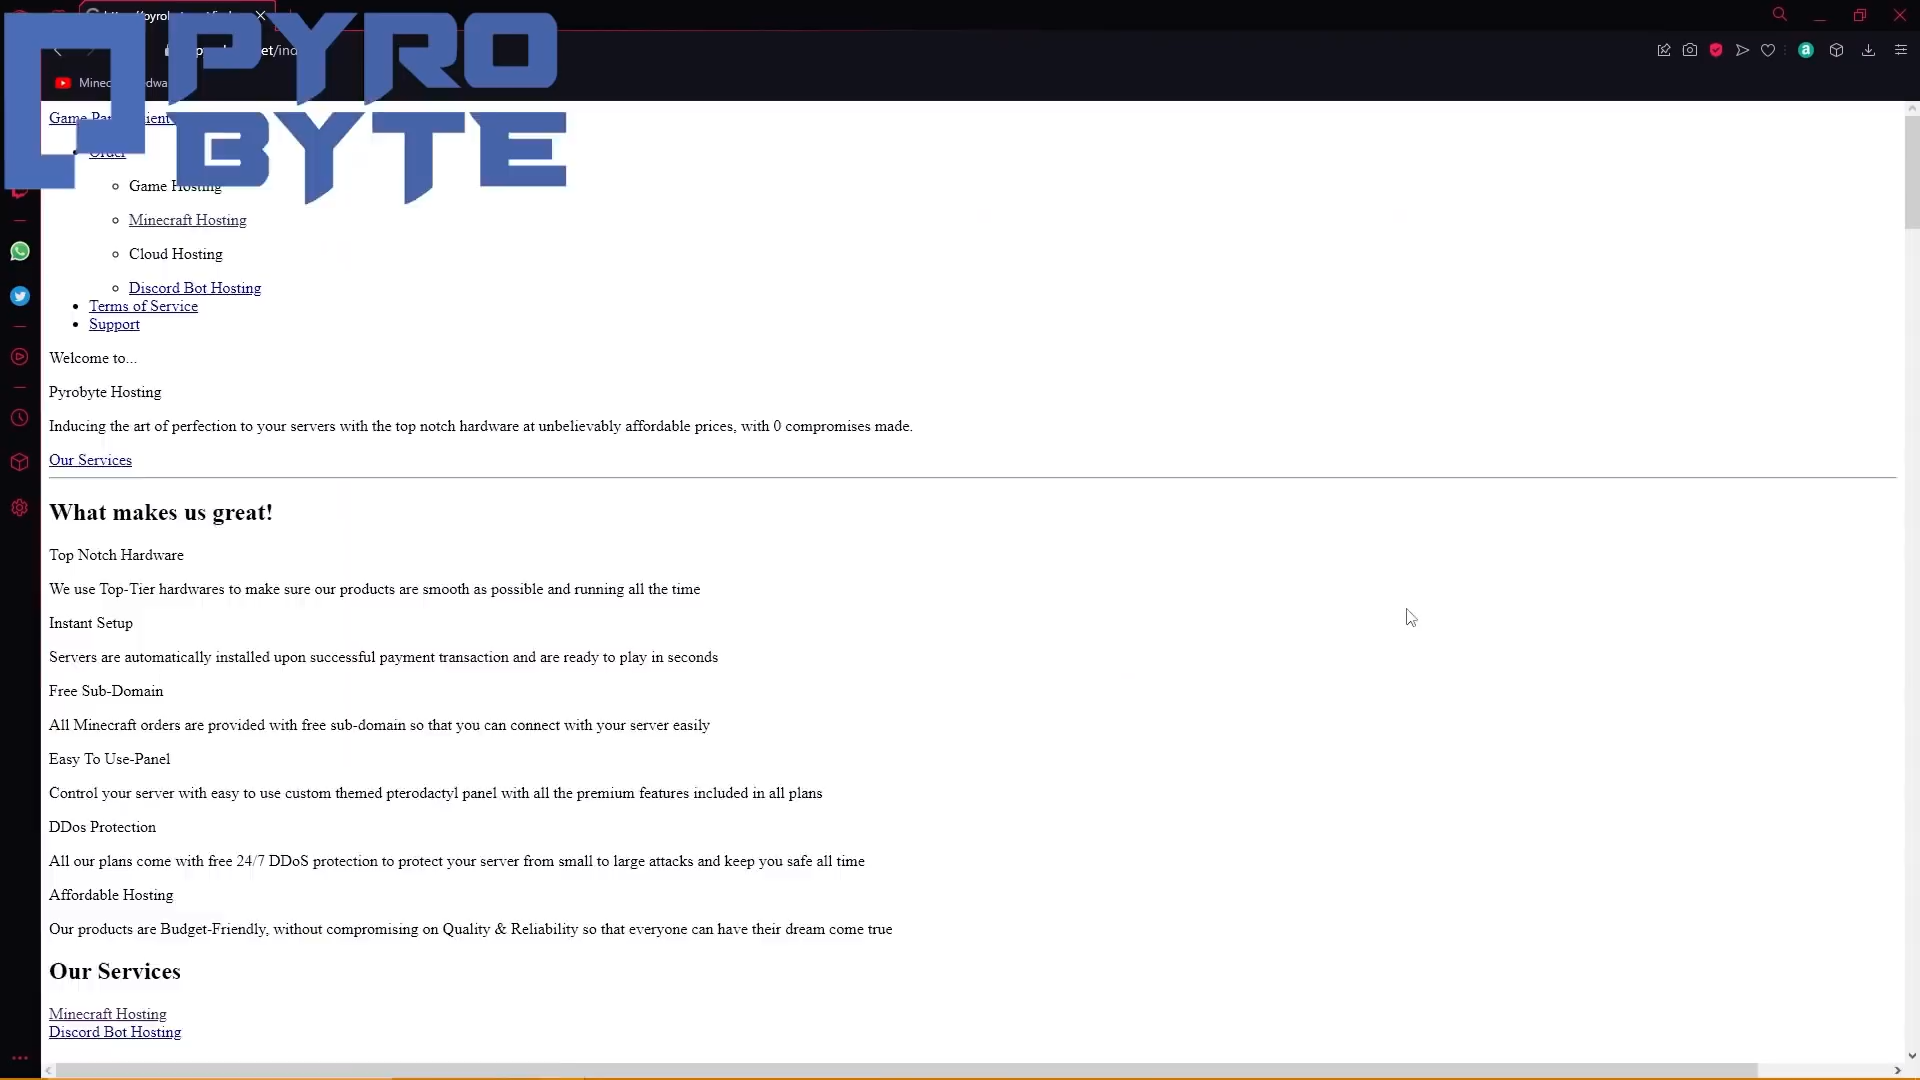 PYRO
BYTE
Game Pa
Order
Game Hosting
Minecraft Hosting
Cloud Hosting
Discord Bot Hosting
Terms of Service
Support
Welcome to...
Pyrobyte Hosting
Inducing the art of perfection to your servers with the top notch hardware at unbelievably affordable prices, with 0 compromises made.
Our Services
What makes us great!
Top Notch Hardware
We use Top-Tier hardwares to make sure our products are smooth as possible and running all the time
Instant Setup
Servers are automatically installed upon successful payment transaction and are ready to play in seconds
Free Sub-Domain
All Minecraft orders are provided with free sub-domain so that you can connect with your server easily
Easy To Use-Panel
Control your server with easy to use custom themed pterodactyl panel with all the premium features included in all plans
DDos Protection
All our plans come with free 24/7 DDoS protection to protect your server from small to large attacks and keep you safe all time
Affordable Hosting
Our products are Budget-Friendly, without compromising on Quality & Reliability so that everyone can have their dream come true
Our Services
Minecraft Hosting
Discord Bot Hosting